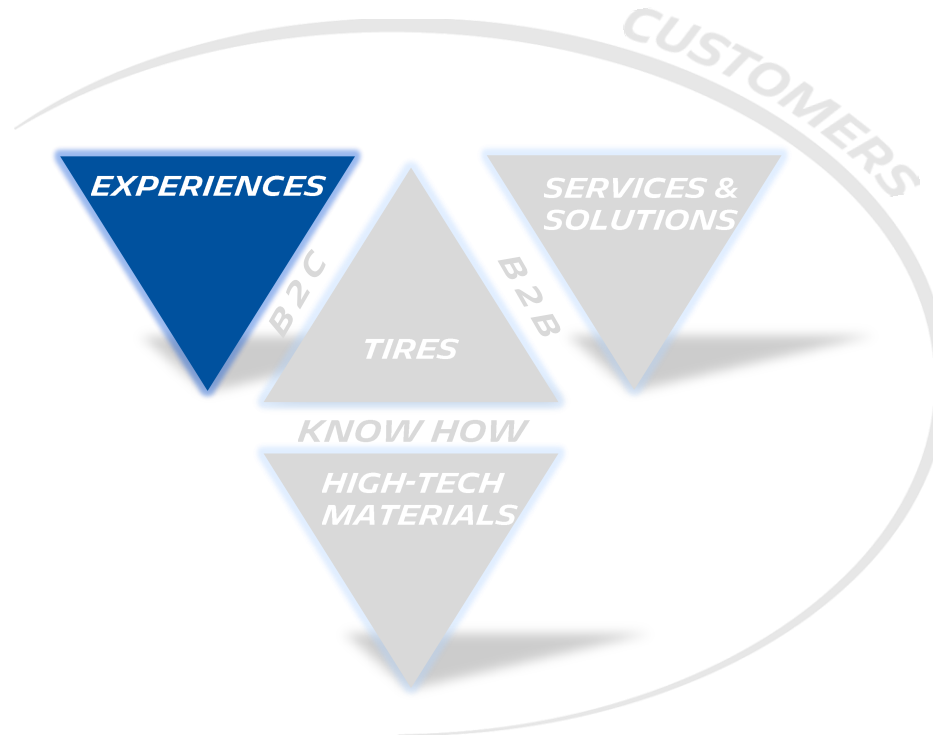 CUSTOMERS
EXPERIENCES
SERVICES &
SOLUTIONS
B2C
B2B
TIRES
KNOW HOW
HIGH-TECH
MATERIALS